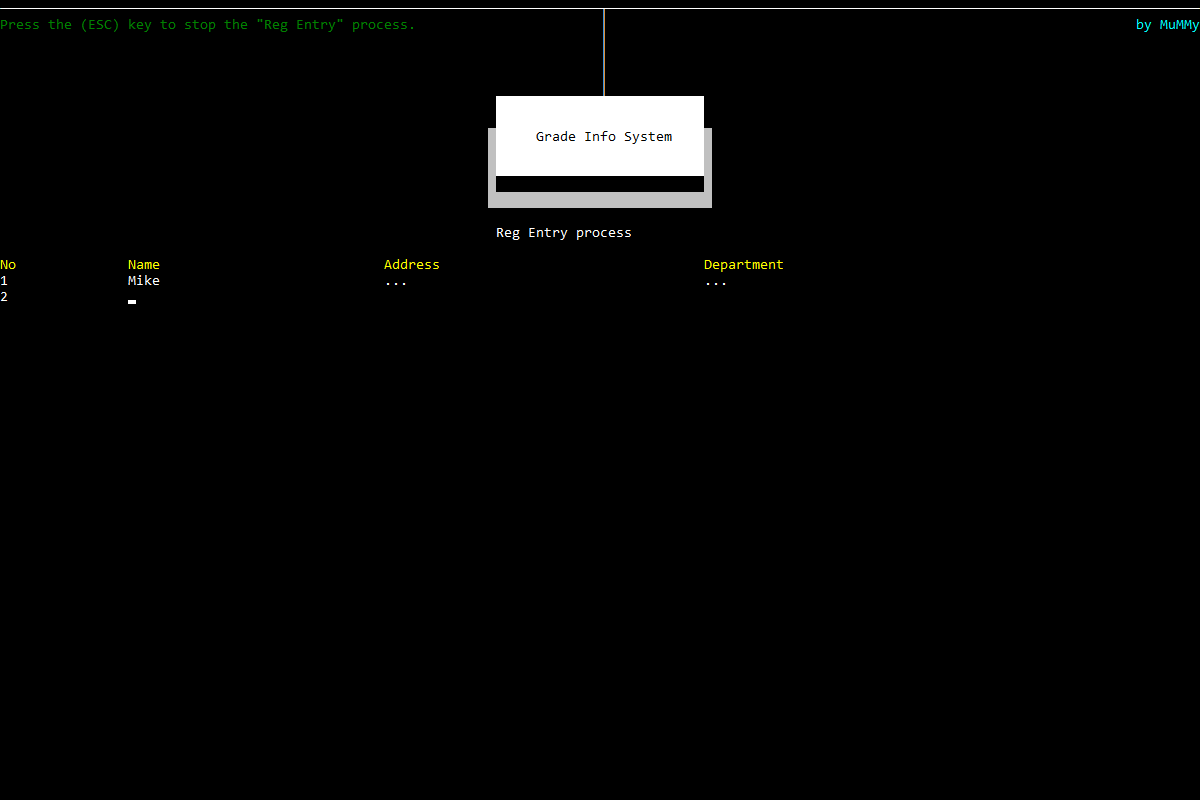 Press the (ESC) key to stop the "Reg Entry" process. by MuMMy
Grade Info System
Reg Entry process
No Name Address Department
1 Mike ... ...
2